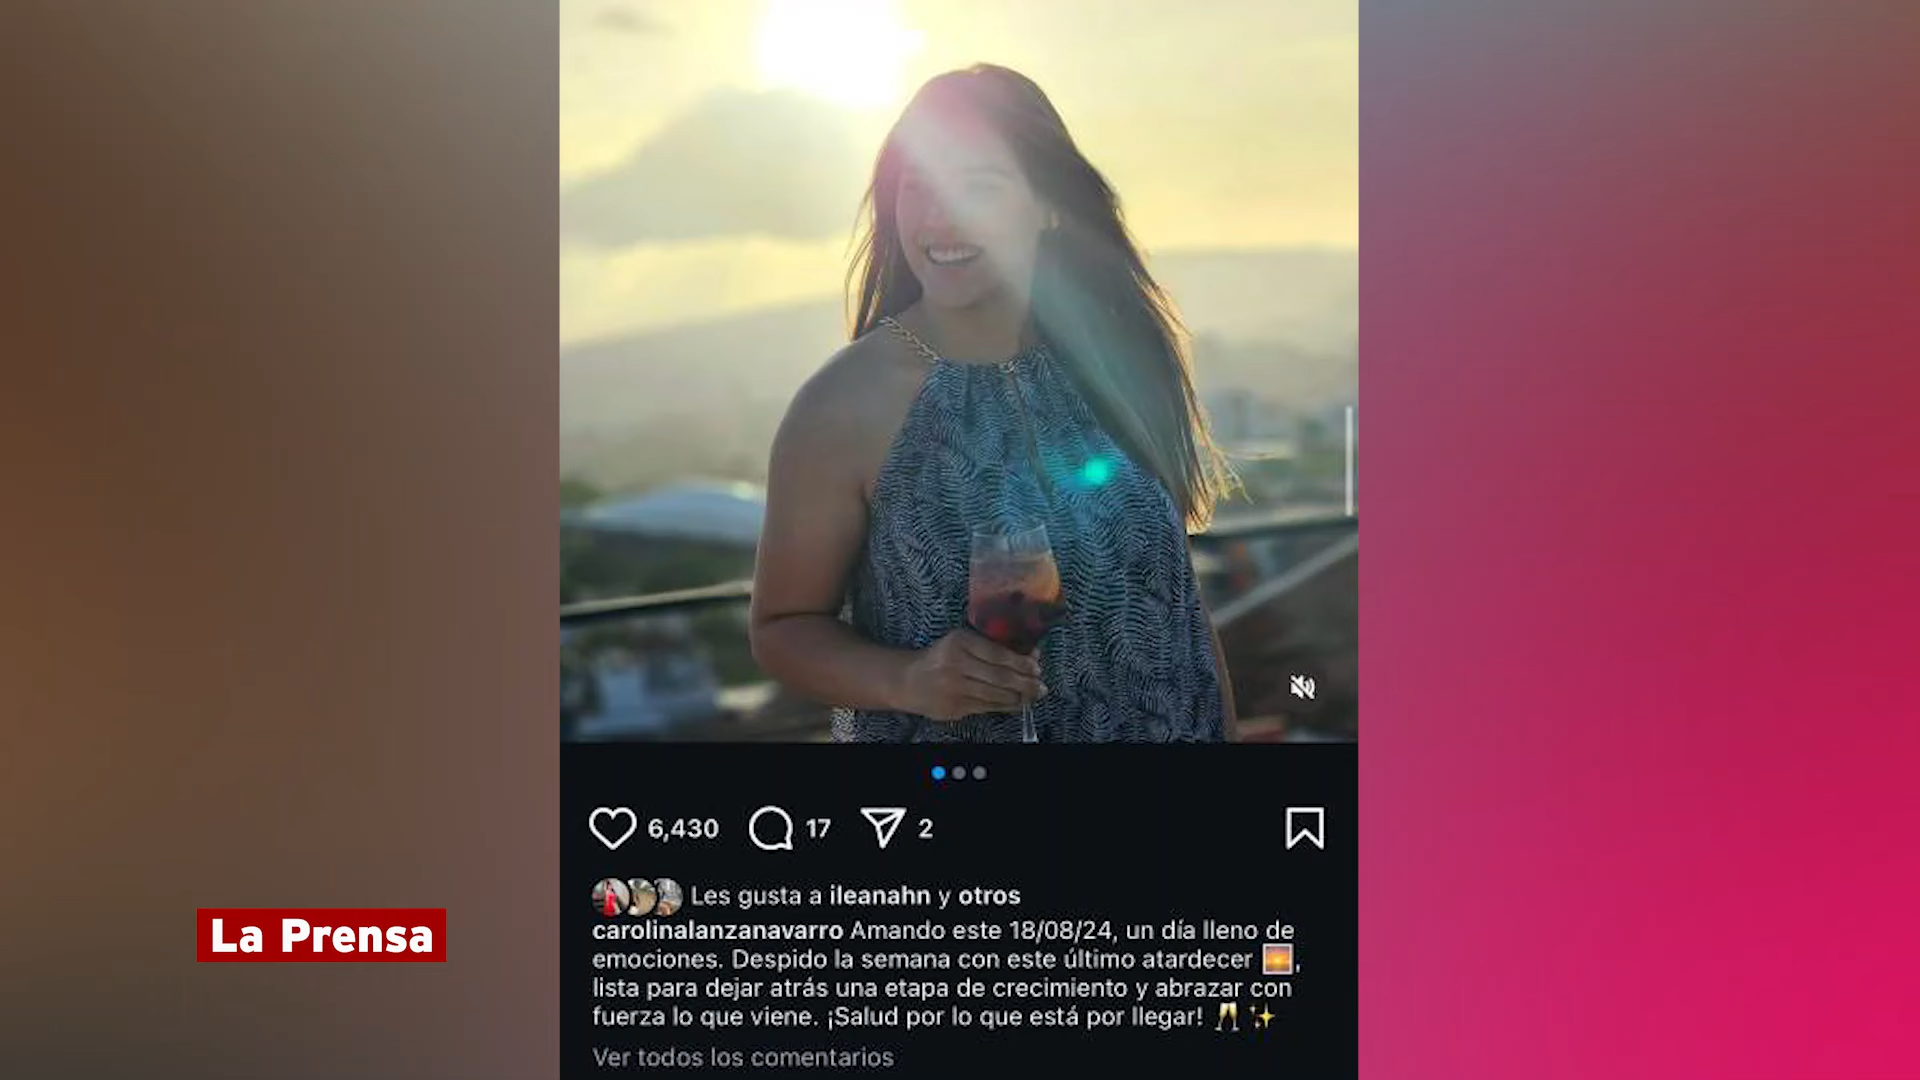 6,430 17 2
Les gusta a ileanahn y otros
carolinalanzanavarro Amando este 18/08/24, un día lleno de
emociones. Despido la semana con este último atardecer 🌅,
lista para dejar atrás una etapa de crecimiento y abrazar con
fuerza lo que viene. ¡Salud por lo que está por llegar! 🥂 ✨
Ver todos los comentarios
La Prensa